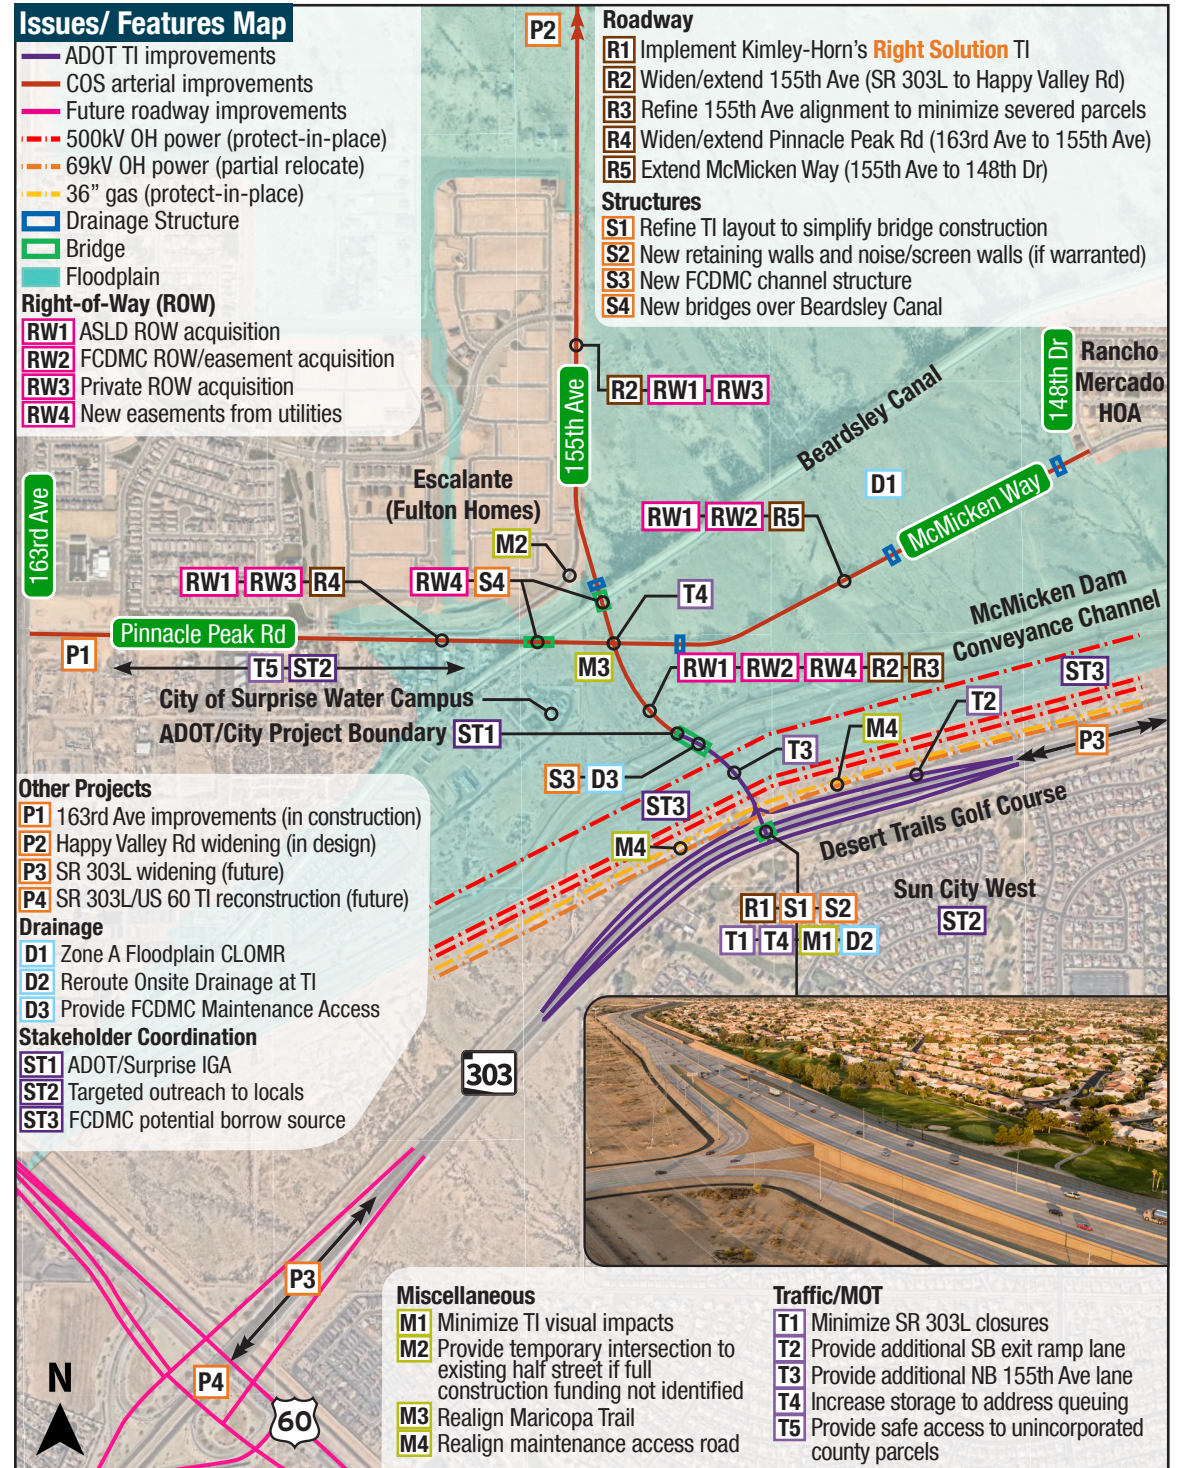 Issues/ Features Map
ADOT TI improvements
COS arterial improvements
Future roadway improvements
500kV OH power (protect-in-place)
69kV OH power (partial relocate)
36” gas (protect-in-place)
Drainage Structure
Bridge
Floodplain
Right-of-Way (ROW)
RW1 ASLD ROW acquisition
RW2 FCDMC ROW/easement acquisition
RW3 Private ROW acquisition
RW4 New easements from utilities
P2
Roadway
R1 Implement Kimley-Horn’s Right Solution TI
R2 Widen/extend 155th Ave (SR 303L to Happy Valley Rd)
R3 Refine 155th Ave alignment to minimize severed parcels
R4 Widen/extend Pinnacle Peak Rd (163rd Ave to 155th Ave)
R5 Extend McMicken Way (155th Ave to 148th Dr)
Structures
S1 Refine TI layout to simplify bridge construction
S2 New retaining walls and noise/screen walls (if warranted)
S3 New FCDMC channel structure
S4 New bridges over Beardsley Canal
148th Dr
Rancho
Mercado
HOA
155th Ave
R2 RW1 RW3
Beardsley Canal
D1
163rd Ave
Escalante
(Fulton Homes)
M2
RW1 RW2 R5
McMicken Way
RW1 RW3 R4
RW4 S4
T4
McMicken Dam
Conveyance Channel
Pinnacle Peak Rd
P1
T5 ST2
M3
RW1 RW2 RW4 R2 R3
ST3
City of Surprise Water Campus
T2
ADOT/City Project Boundary ST1
M4
P3
T3
S3 D3
ST3
M4
Desert Trails Golf Course
Sun City West
ST2
R1 S1 S2
T1 T4 M1 D2
Other Projects
P1 163rd Ave improvements (in construction)
P2 Happy Valley Rd widening (in design)
P3 SR 303L widening (future)
P4 SR 303L/US 60 TI reconstruction (future)
Drainage
D1 Zone A Floodplain CLOMR
D2 Reroute Onsite Drainage at TI
D3 Provide FCDMC Maintenance Access
Stakeholder Coordination
ST1 ADOT/Surprise IGA
ST2 Targeted outreach to locals
ST3 FCDMC potential borrow source
303
P3
P4
60
N
Miscellaneous
M1 Minimize TI visual impacts
M2 Provide temporary intersection to
existing half street if full
construction funding not identified
M3 Realign Maricopa Trail
M4 Realign maintenance access road
Traffic/MOT
T1 Minimize SR 303L closures
T2 Provide additional SB exit ramp lane
T3 Provide additional NB 155th Ave lane
T4 Increase storage to address queuing
T5 Provide safe access to unincorporated
county parcels